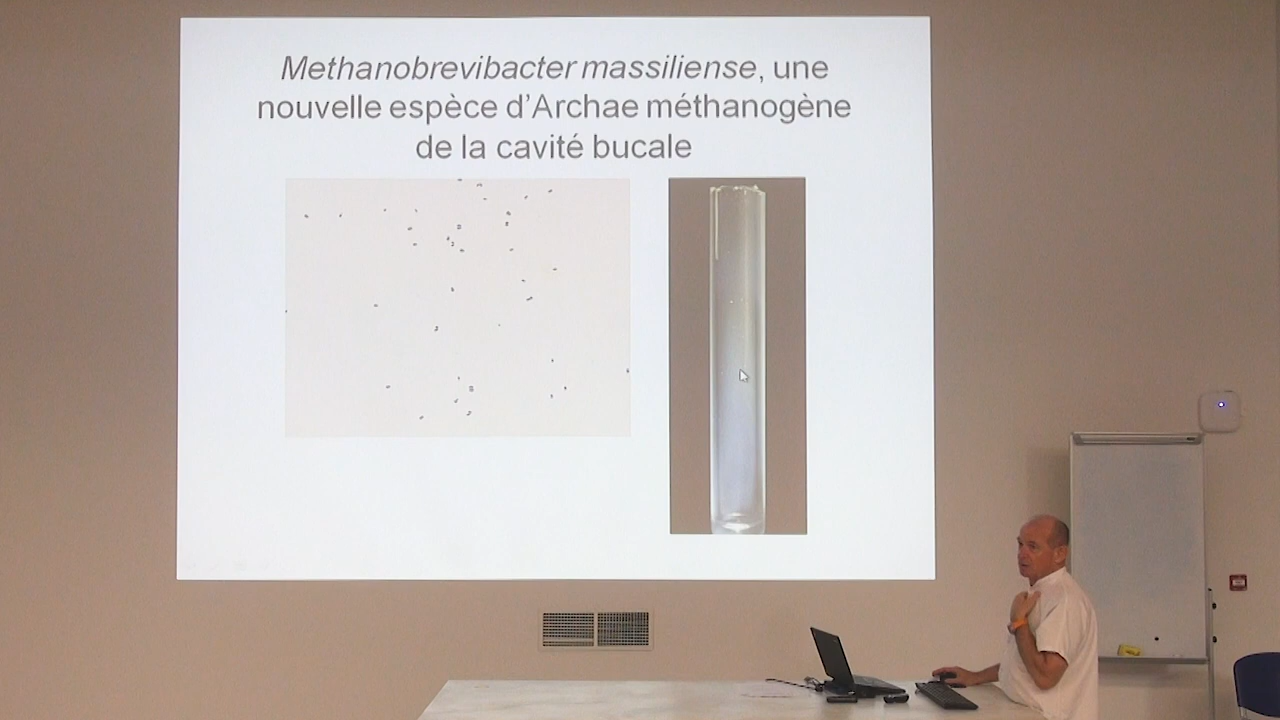 Methanobrevibacter massiliense, une
nouvelle espèce d'Archae méthanogène
de la cavité bucale